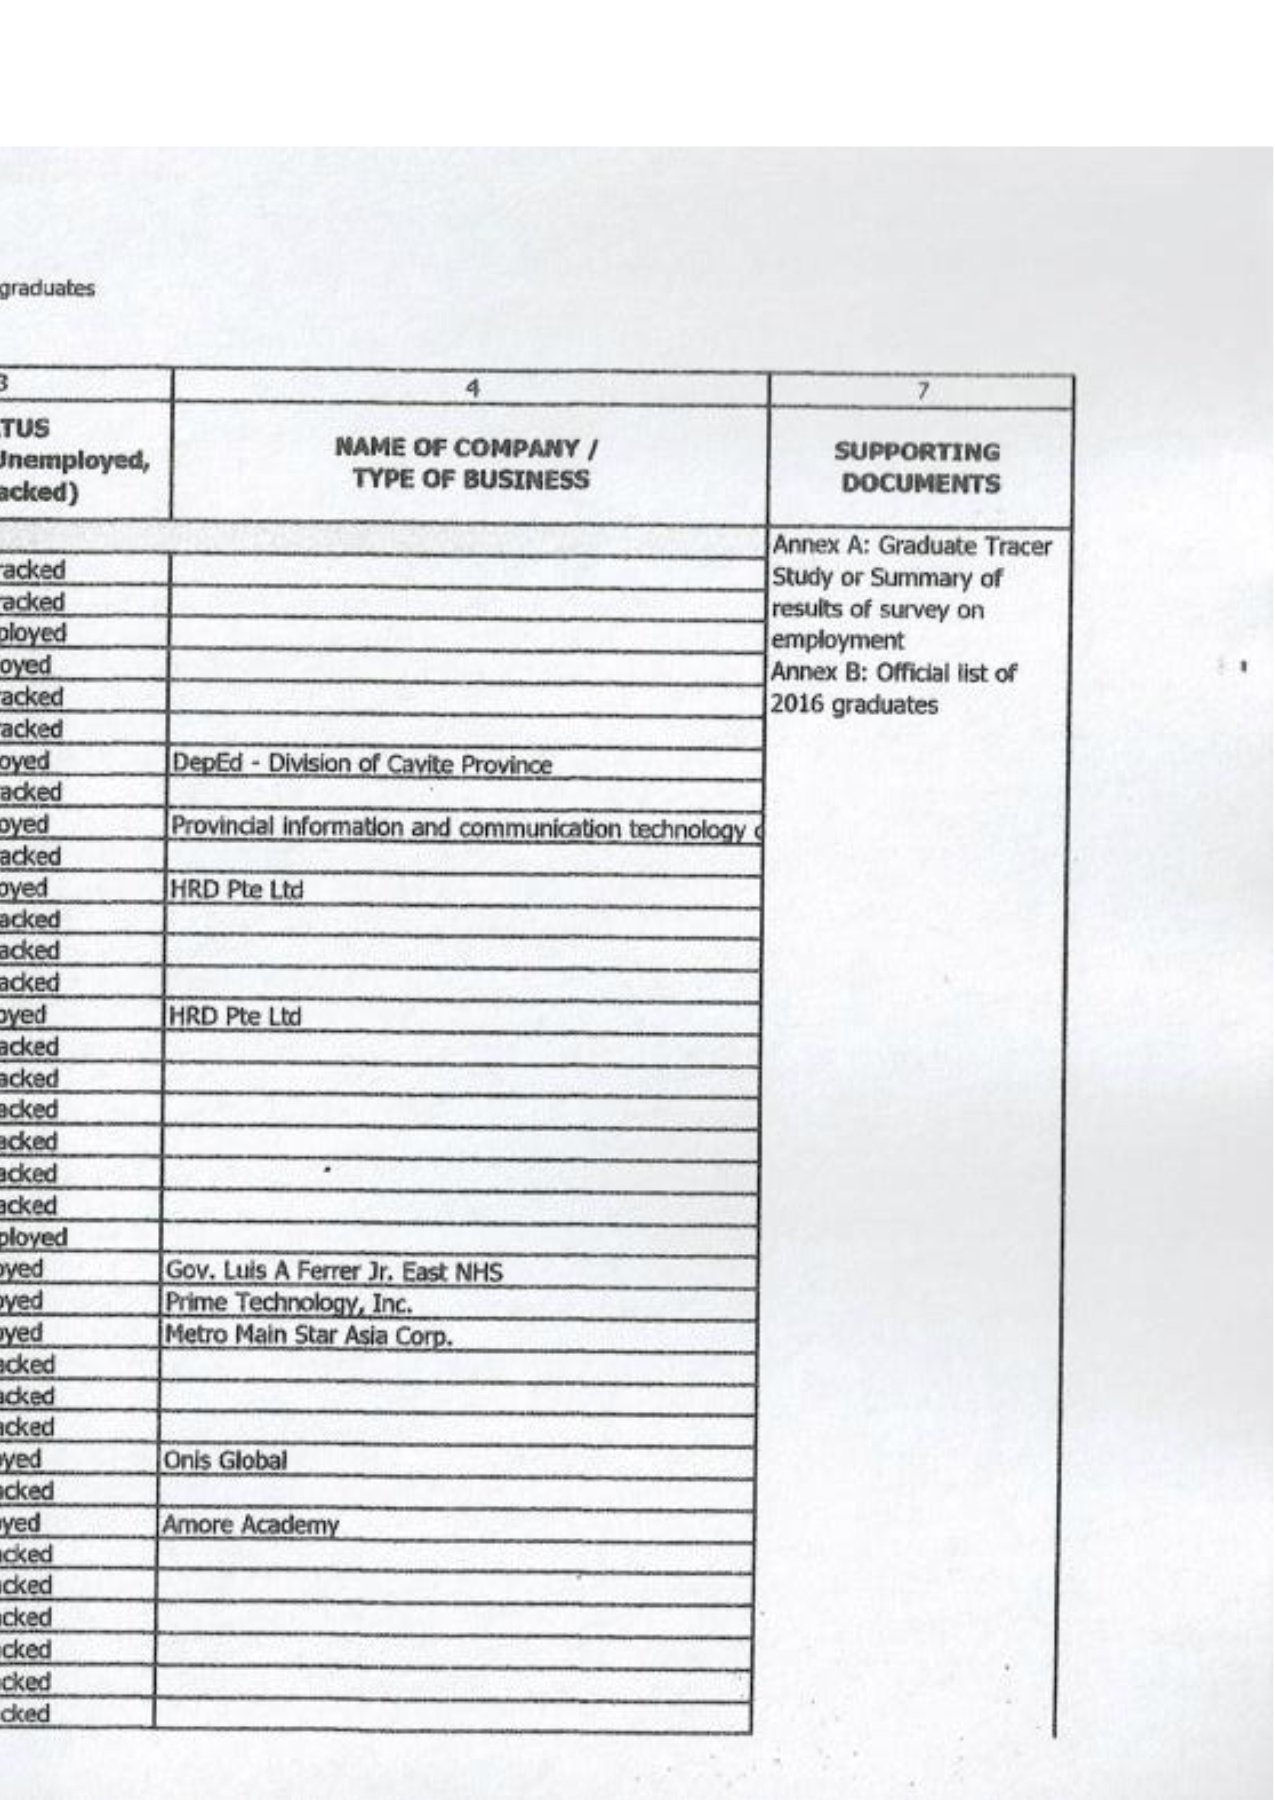 graduates
3 4 7
TUS
Unemployed,
acked)
NAME OF COMPANY /
TYPE OF BUSINESS
SUPPORTING
DOCUMENTS
Annex A: Graduate Tracer
Study or Summary of
results of survey on
employment
Annex B: Official list of
2016 graduates
racked
racked
ployed
oyed
racked
racked
oyed DepEd - Division of Cavite Province
racked
oyed Provincial information and communication technology
acked
oyed HRD Pte Ltd
acked
acked
acked
oyed HRD Pte Ltd
acked
acked
acked
acked
acked
acked
ployed
oyed Gov. Luis A Ferrer Jr. East NHS
oyed Prime Technology, Inc.
oyed Metro Main Star Asia Corp.
acked
acked
acked
yed Onis Global
acked
yed Amore Academy
cked
cked
cked
cked
cked
cked